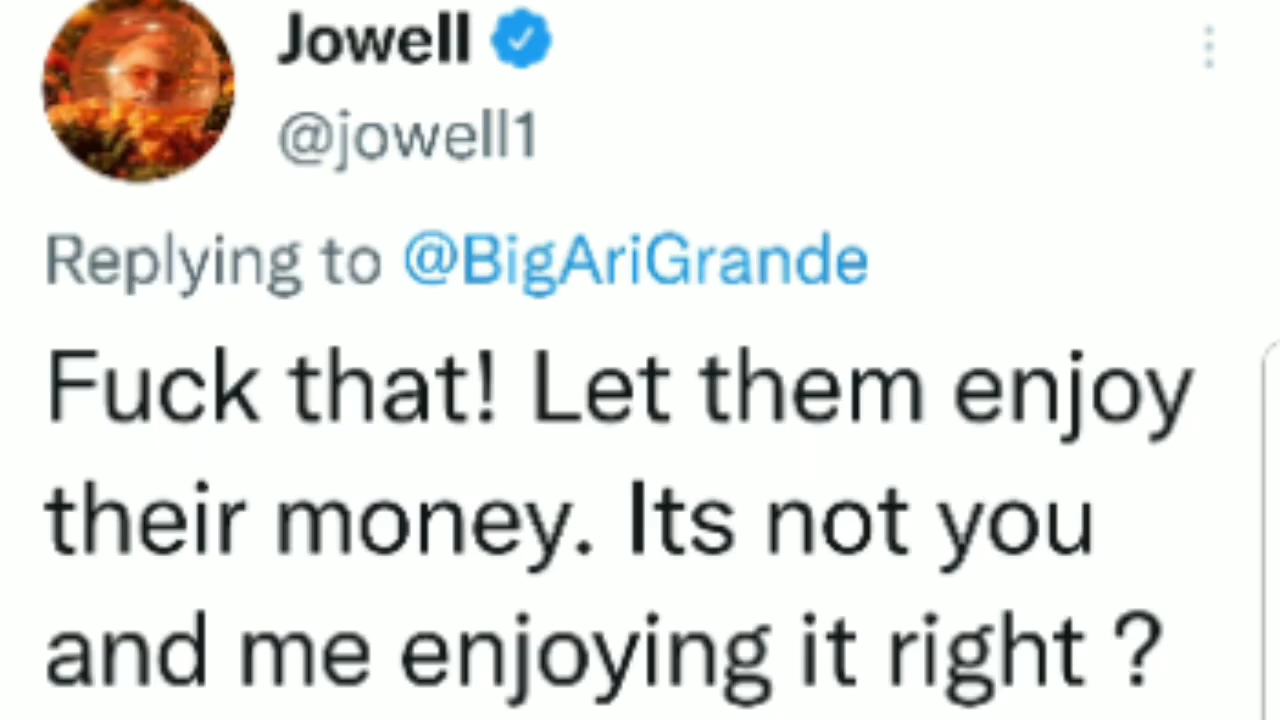 Jowell
@jowell1
Replying to @BigAriGrande
Fuck that! Let them enjoy
their money. Its not you
and me enjoying it right ?